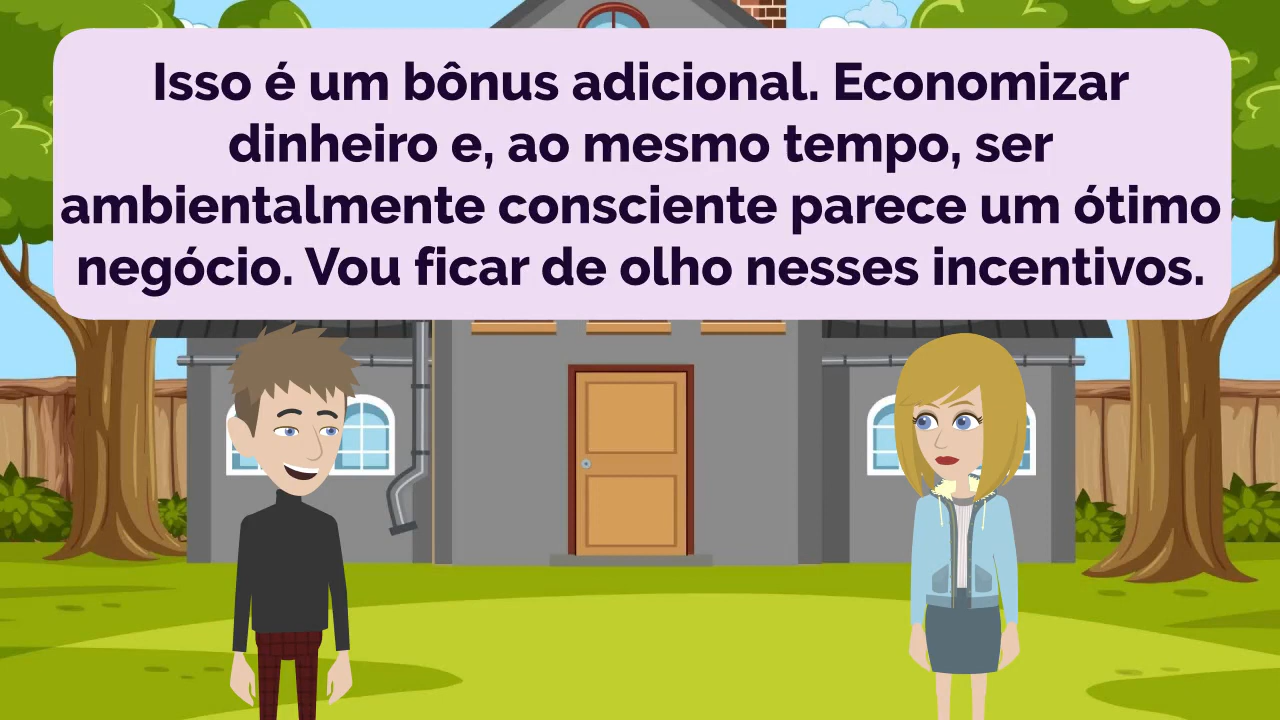 Isso é um bônus adicional. Economizar
dinheiro e, ao mesmo tempo, ser
ambientalmente consciente parece um ótimo
negócio. Vou ficar de olho nesses incentivos.